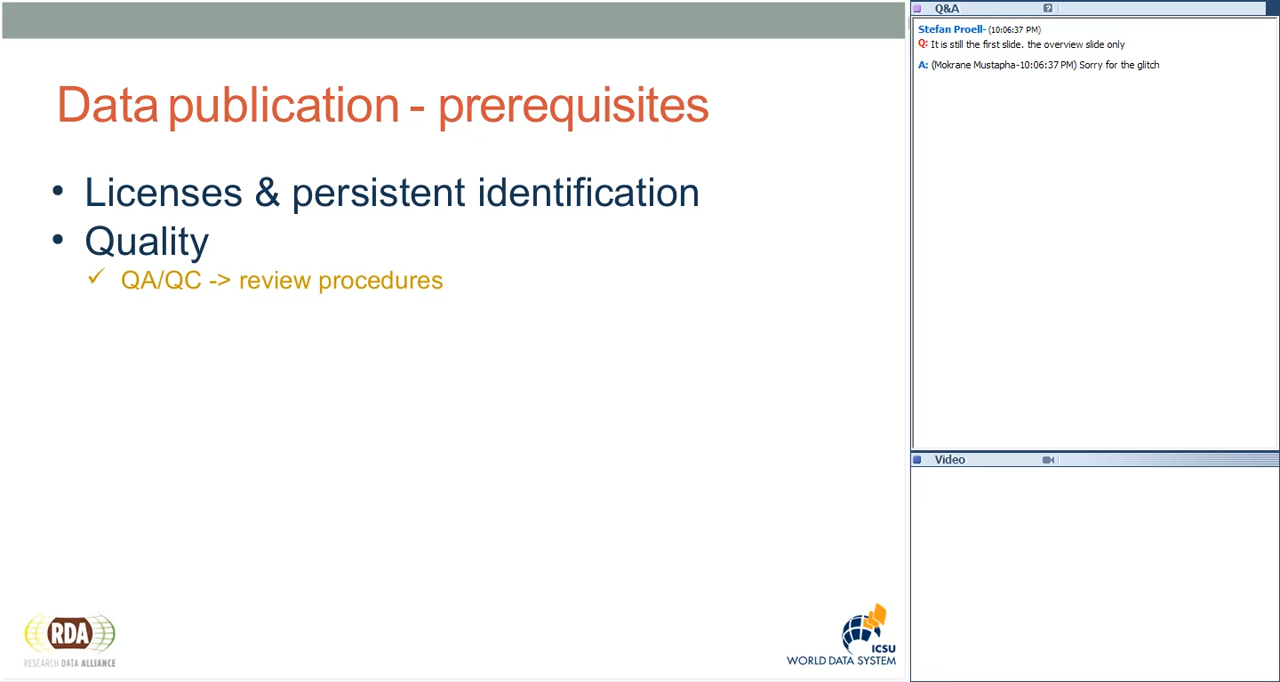 Data publication - prerequisites
• Licenses & persistent identification
• Quality
✓ QA/QC -> review procedures
RDA
RESEARCH DATA ALLIANCE
ICSU
WORLD DATA SYSTEM
Q&A
Stefan Proell- (10:06:37 PM)
Q: It is still the first slide. the overview slide only
A: (Mokrane Mustapha-10:06:37 PM) Sorry for the glitch
Video